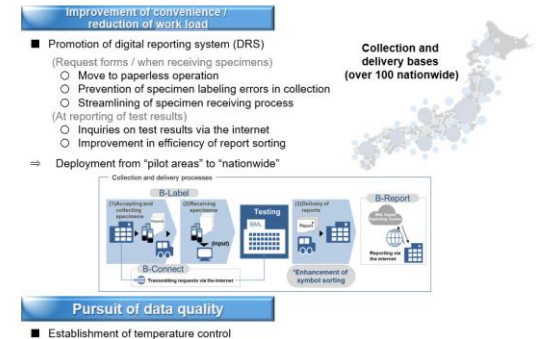 Improvement of convenience /
reduction of work load
■ Promotion of digital reporting system (DRS)
(Request forms / when receiving specimens)
○ Move to paperless operation
○ Prevention of specimen labeling errors in collection
○ Streamlining of specimen receiving process
(At reporting of test results)
○ Inquiries on test results via the internet
○ Improvement in efficiency of report sorting
⇒ Deployment from "pilot areas" to "nationwide"
Collection and
delivery bases
(over 100 nationwide)
Collection and delivery processes
B-Label
(1)Accepting and
collecting
specimens
(2)Receiving
specimens
(Input)
Testing
BML
(3)Delivery of
reports
Report
*Enhancement of
symbol sorting
B-Report
BML Digital
Reporting System
Reporting via
the internet
B-Connect
Transmitting requests via the internet
Pursuit of data quality
■ Establishment of temperature control